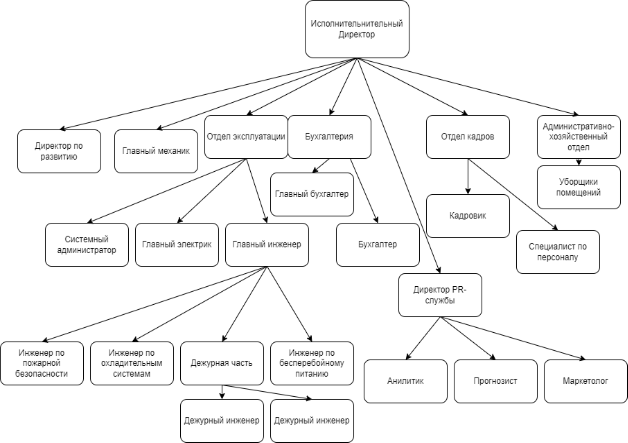 Исполнительнительный
Директор
Директор по
развитию
Главный механик
Отдел эксплуатации
Бухгалтерия
Отдел кадров
Административно-
хозяйственный
отдел
Главный бухгалтер
Уборщики
помещений
Системный
администратор
Главный электрик
Главный инженер
Бухгалтер
Кадровик
Специалист по
персоналу
Директор PR-
службы
Инженер по
пожарной
безопасности
Инженер по
охладительным
системам
Дежурная часть
Инженер по
бесперебойному
питанию
Анилитик
Прогнозист
Маркетолог
Дежурный инженер
Дежурный инженер